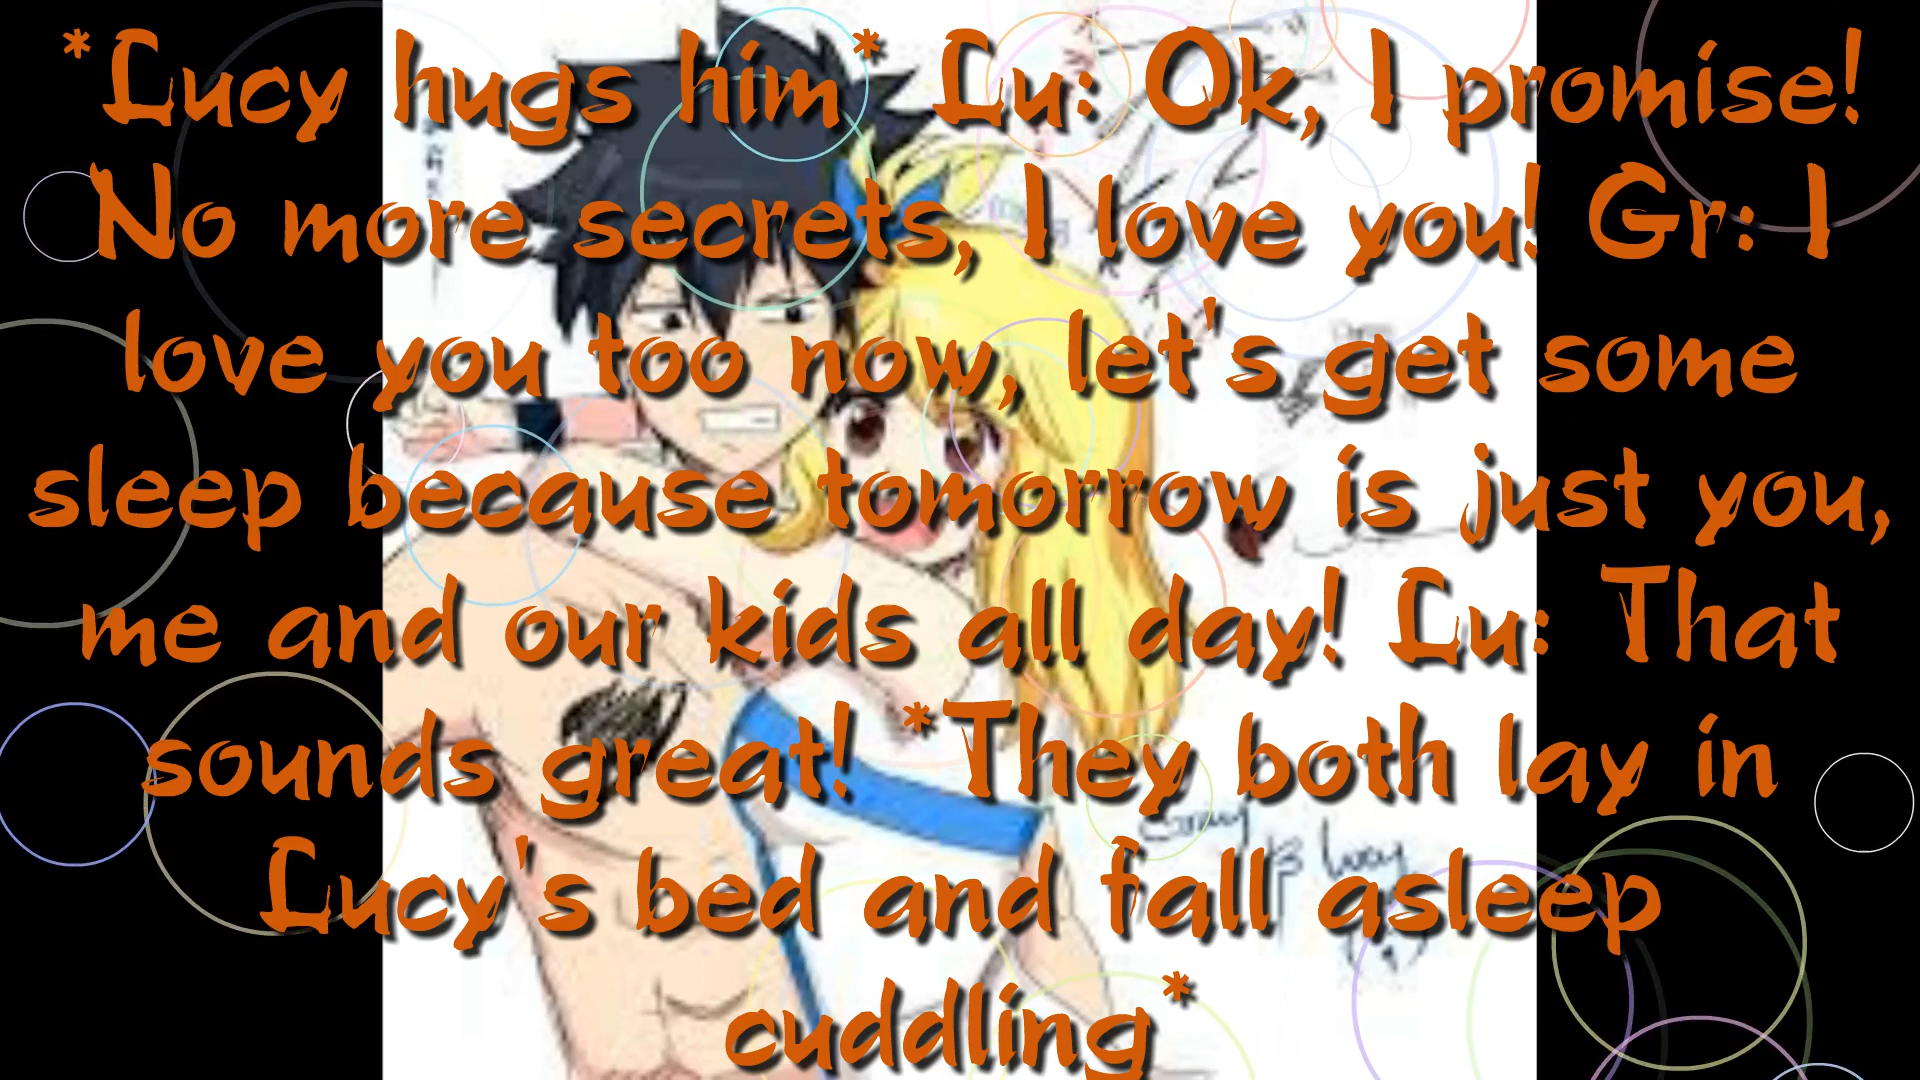 *Lucy hugs him* Lu: Ok, I promise!
No more secrets, I love you! Gr: I
love you too now, let's get some
sleep because tomorrow is just you,
me and our kids all day! Lu: That
sounds great! *They both lay in
Lucy's bed and fall asleep
cuddling*